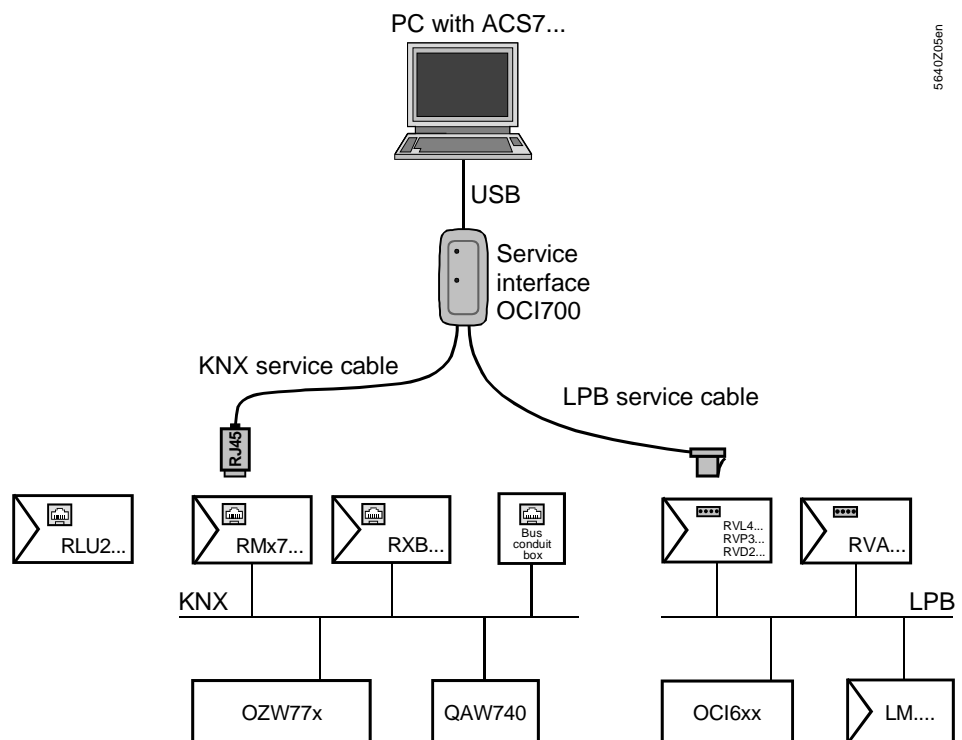 PC with ACS7...
5640Z05en
USB
Service
interface
OCI700
KNX service cable
LPB service cable
RJ45
RLU2...
RMx7...
RXB...
Bus
conduit
box
RVL4...
RVP3...
RVD2...
RVA...
KNX
LPB
OZW77x
QAW740
OCI6xx
LM....